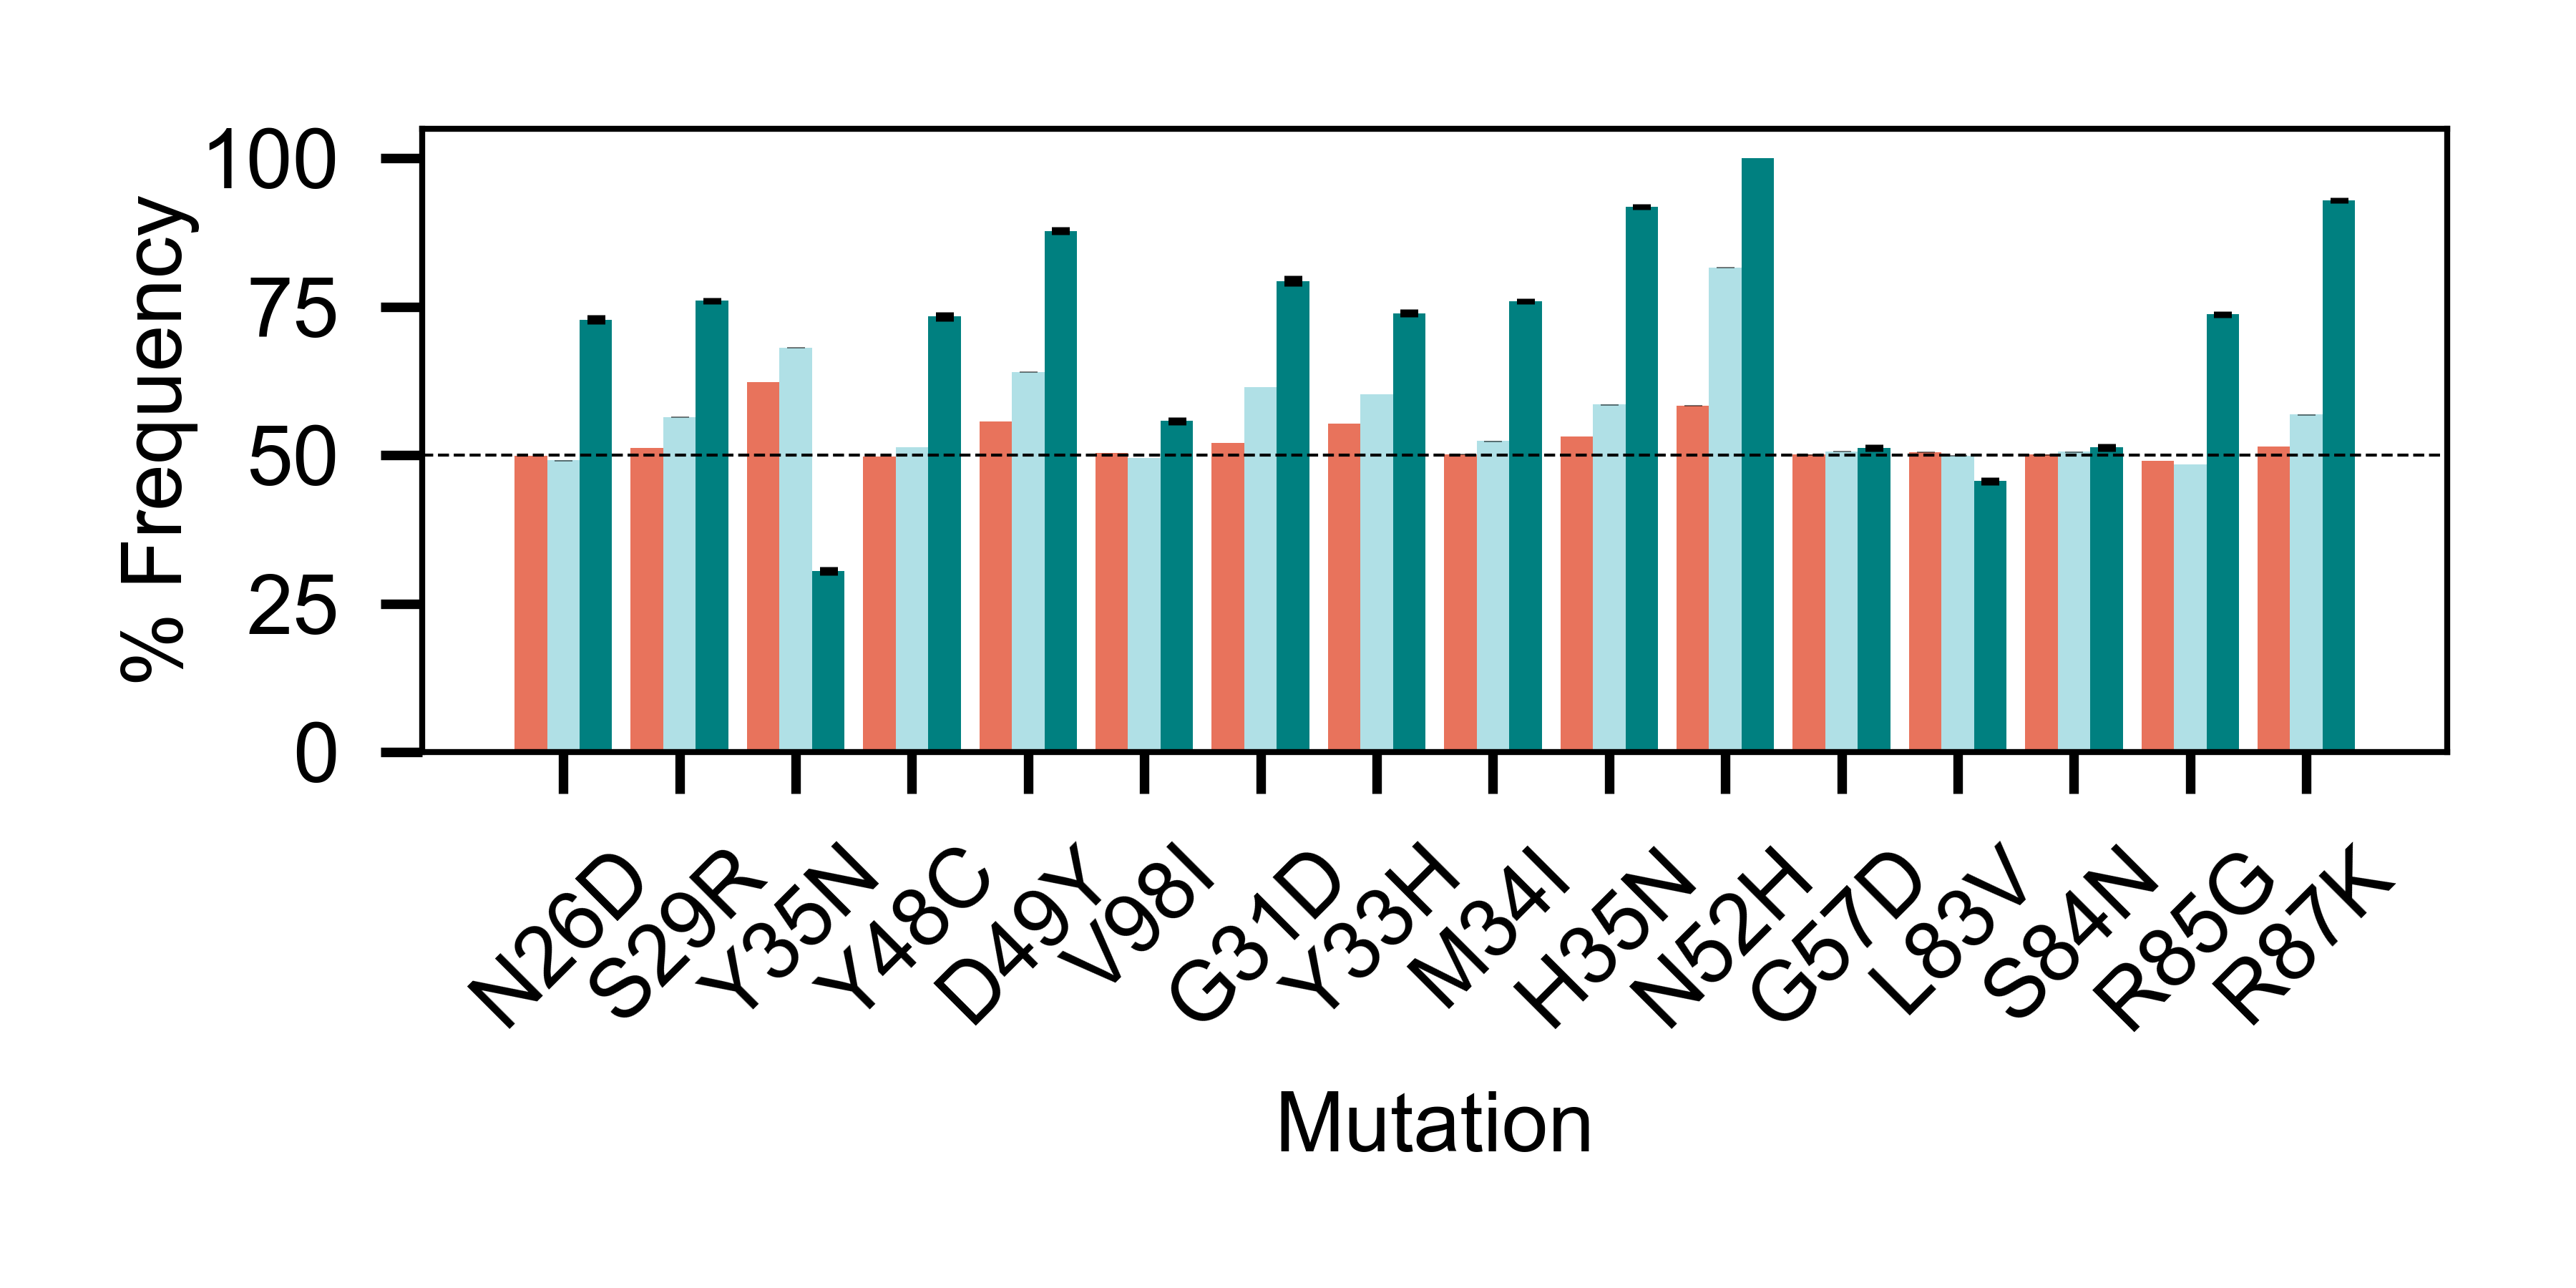 % Frequency
100
75
50
25
0
N26D
S29R
Y35N
Y48C
D49Y
V98I
G31D
Y33H
M34I
H35N
N52H
G57D
L83V
S84N
R85G
R87K
Mutation